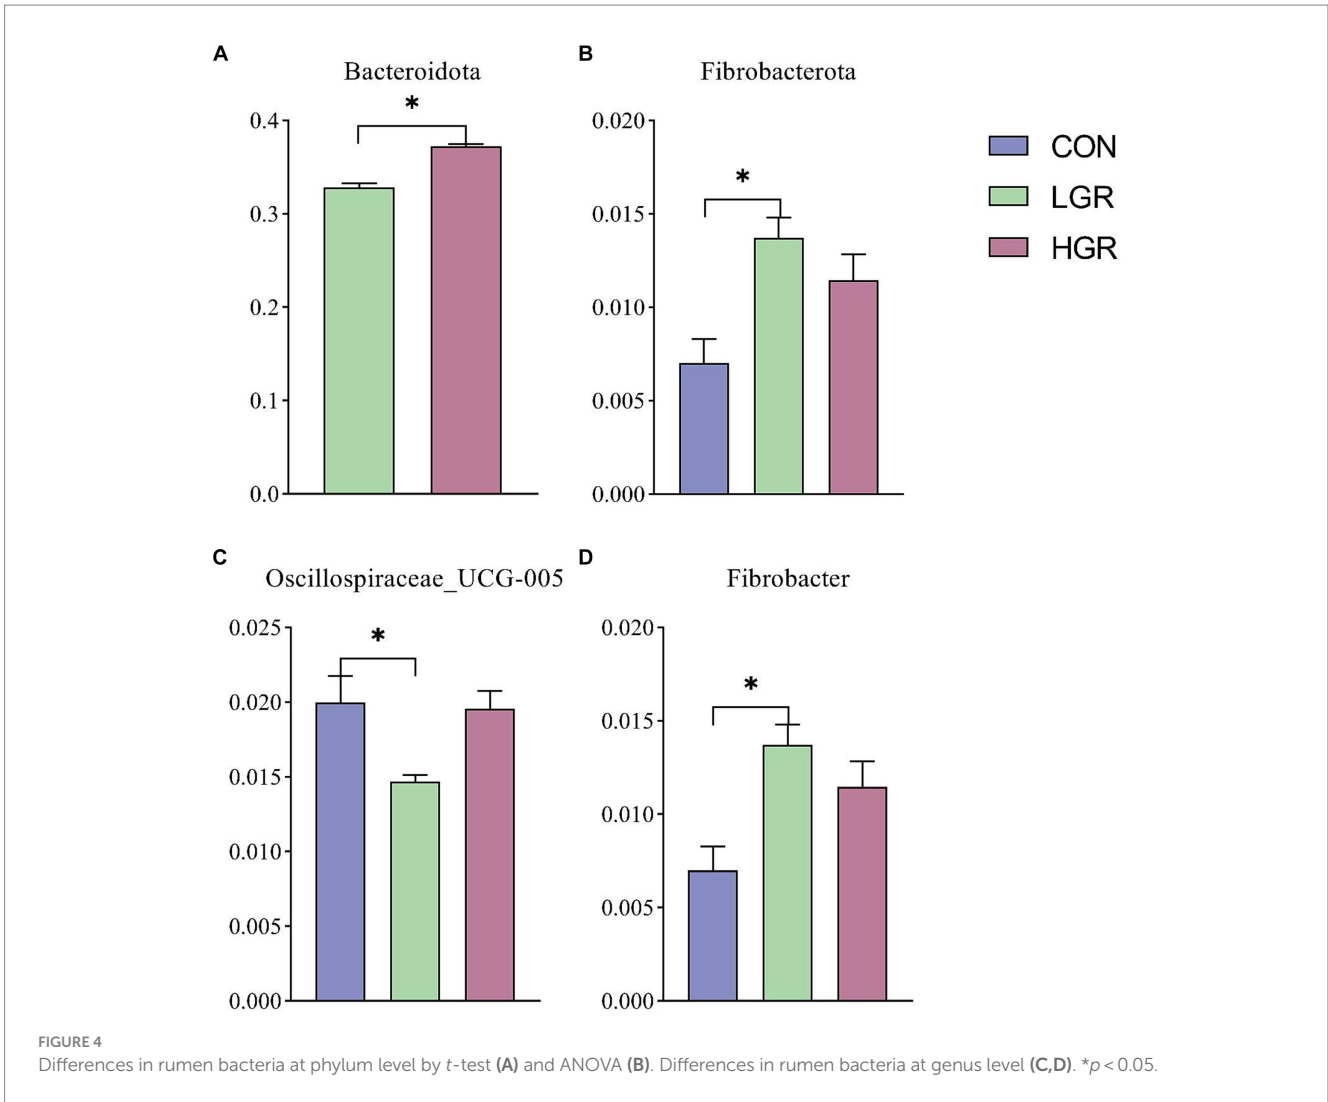 A
Bacteroidota
*
0.4
0.3
0.2
0.1
0.0
B
Fibrobacterota
*
0.020
0.015
0.010
0.005
0.000
CON
LGR
HGR
C
Oscillospiraceae_UCG-005
*
0.025
0.020
0.015
0.010
0.005
0.000
D
Fibrobacter
*
0.020
0.015
0.010
0.005
0.000
FIGURE 4
Differences in rumen bacteria at phylum level by t-test (A) and ANOVA (B). Differences in rumen bacteria at genus level (C,D). *p < 0.05.